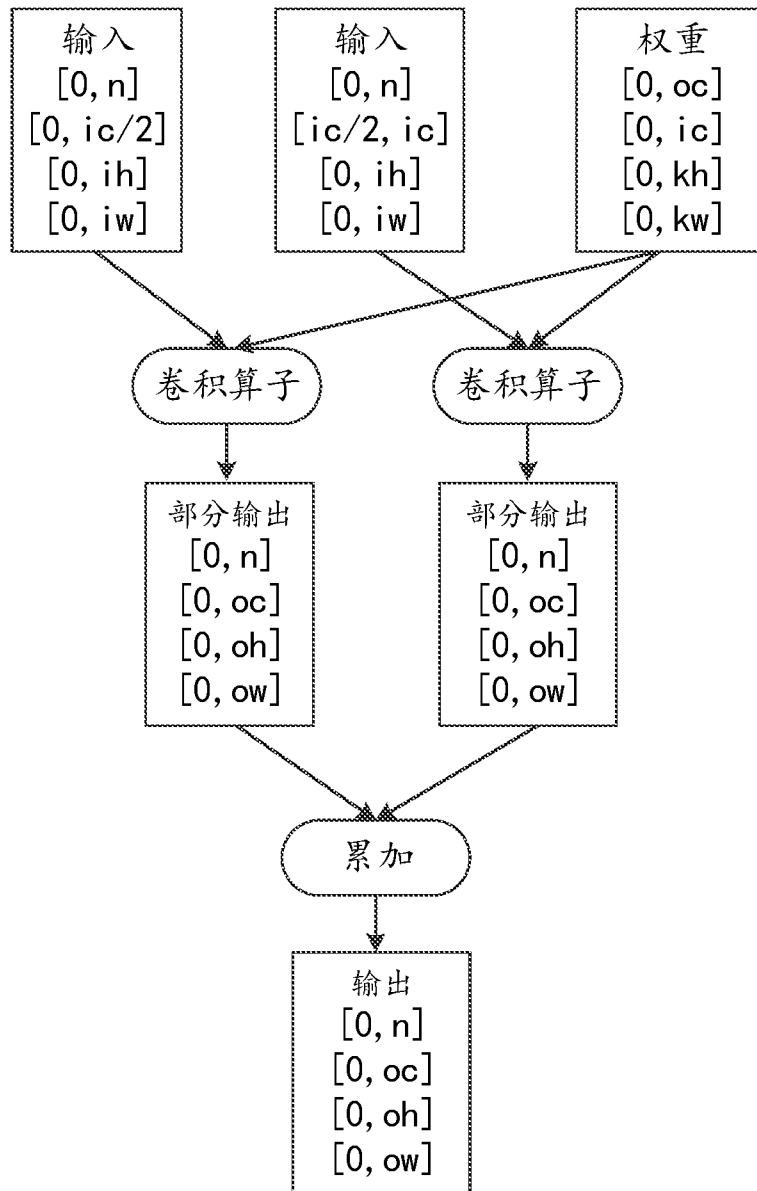 输入
[0, n]
[0, ic/2]
[0, ih]
[0, iw]
输入
[0, n]
[ic/2, ic]
[0, ih]
[0, iw]
权重
[0, oc]
[0, ic]
[0, kh]
[0, kw]
卷积算子
卷积算子
部分输出
[0, n]
[0, oc]
[0, oh]
[0, ow]
部分输出
[0, n]
[0, oc]
[0, oh]
[0, ow]
累加
输出
[0, n]
[0, oc]
[0, oh]
[0, ow]